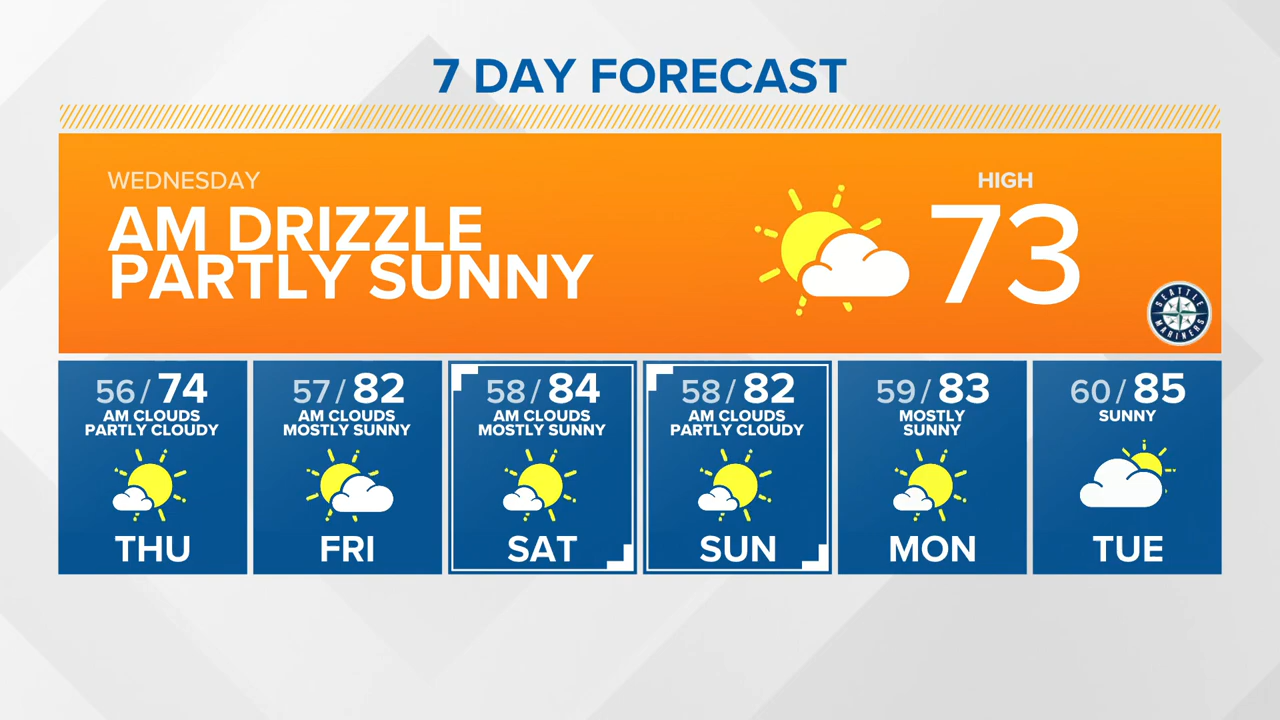 7 DAY FORECAST
WEDNESDAY
AM DRIZZLE
PARTLY SUNNY
HIGH
73
SEATTLE
MARINERS
56 / 74
AM CLOUDS
PARTLY CLOUDY
THU
57 / 82
AM CLOUDS
MOSTLY SUNNY
FRI
58 / 84
AM CLOUDS
MOSTLY SUNNY
SAT
58 / 82
AM CLOUDS
PARTLY CLOUDY
SUN
59 / 83
MOSTLY
SUNNY
MON
60 / 85
SUNNY
TUE